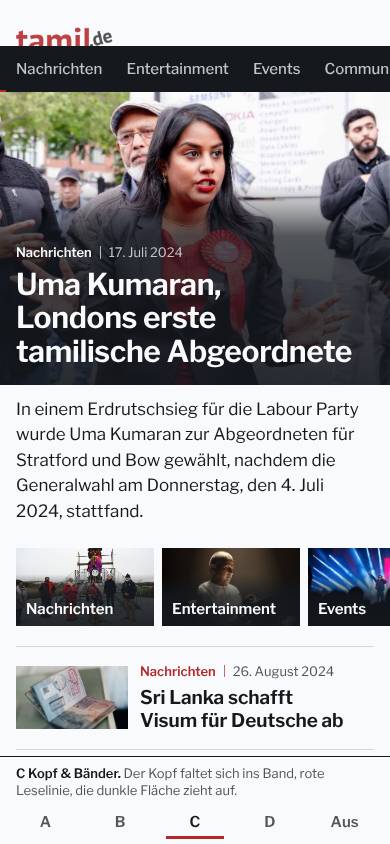 tamil.de
Nachrichten Entertainment Events Commun
SAMSUNG
NOKIA
Nachrichten | 17. Juli 2024
Uma Kumaran,
Londons erste
tamilische Abgeordnete
In einem Erdrutschsieg für die Labour Party
wurde Uma Kumaran zur Abgeordneten für
Stratford und Bow gewählt, nachdem die
Generalwahl am Donnerstag, den 4. Juli
2024, stattfand.
Nachrichten Entertainment Events
Nachrichten | 26. August 2024
Sri Lanka schafft
Visum für Deutsche ab
C Kopf & Bänder. Der Kopf faltet sich ins Band, rote
Leselinie, die dunkle Fläche zieht auf.
A B C D Aus